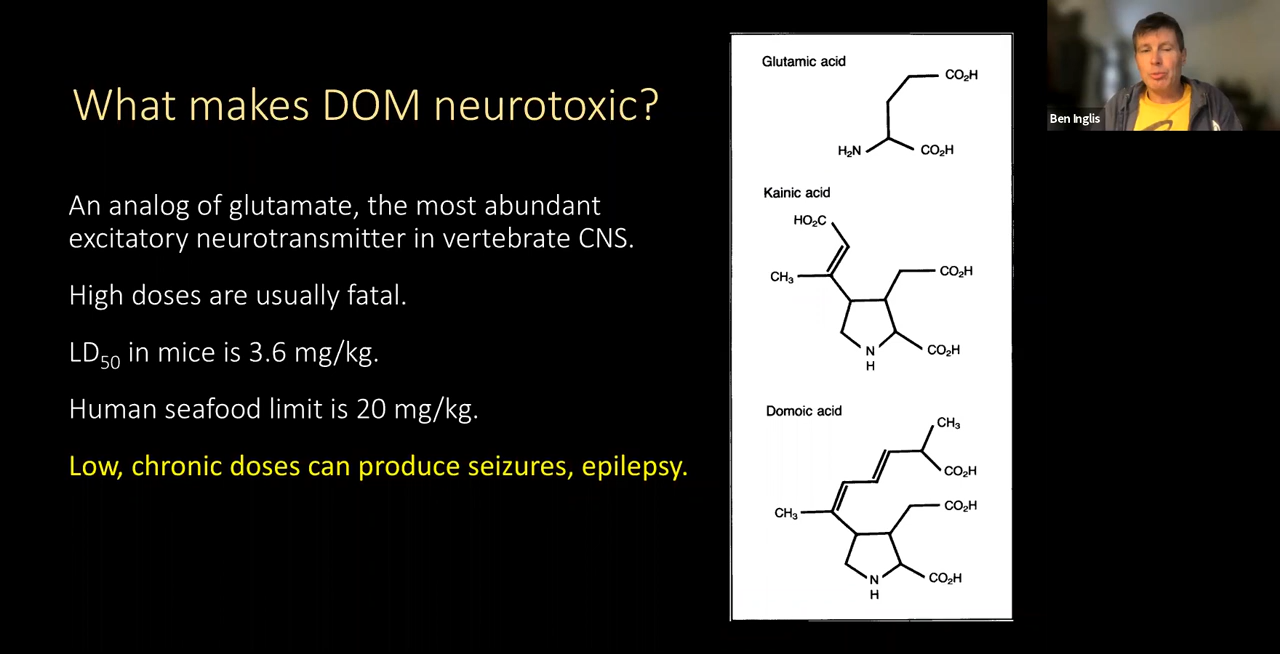 What makes DOM neurotoxic?
An analog of glutamate, the most abundant
excitatory neurotransmitter in vertebrate CNS.
High doses are usually fatal.
LD50 in mice is 3.6 mg/kg.
Human seafood limit is 20 mg/kg.
Low, chronic doses can produce seizures, epilepsy.
Glutamic acid
CO2H
H2N
CO2H
Kainic acid
HO2C
CH3
CO2H
N
H
CO2H
Domoic acid
CH3
CO2H
CH3
CO2H
N
H
CO2H
Ben Inglis